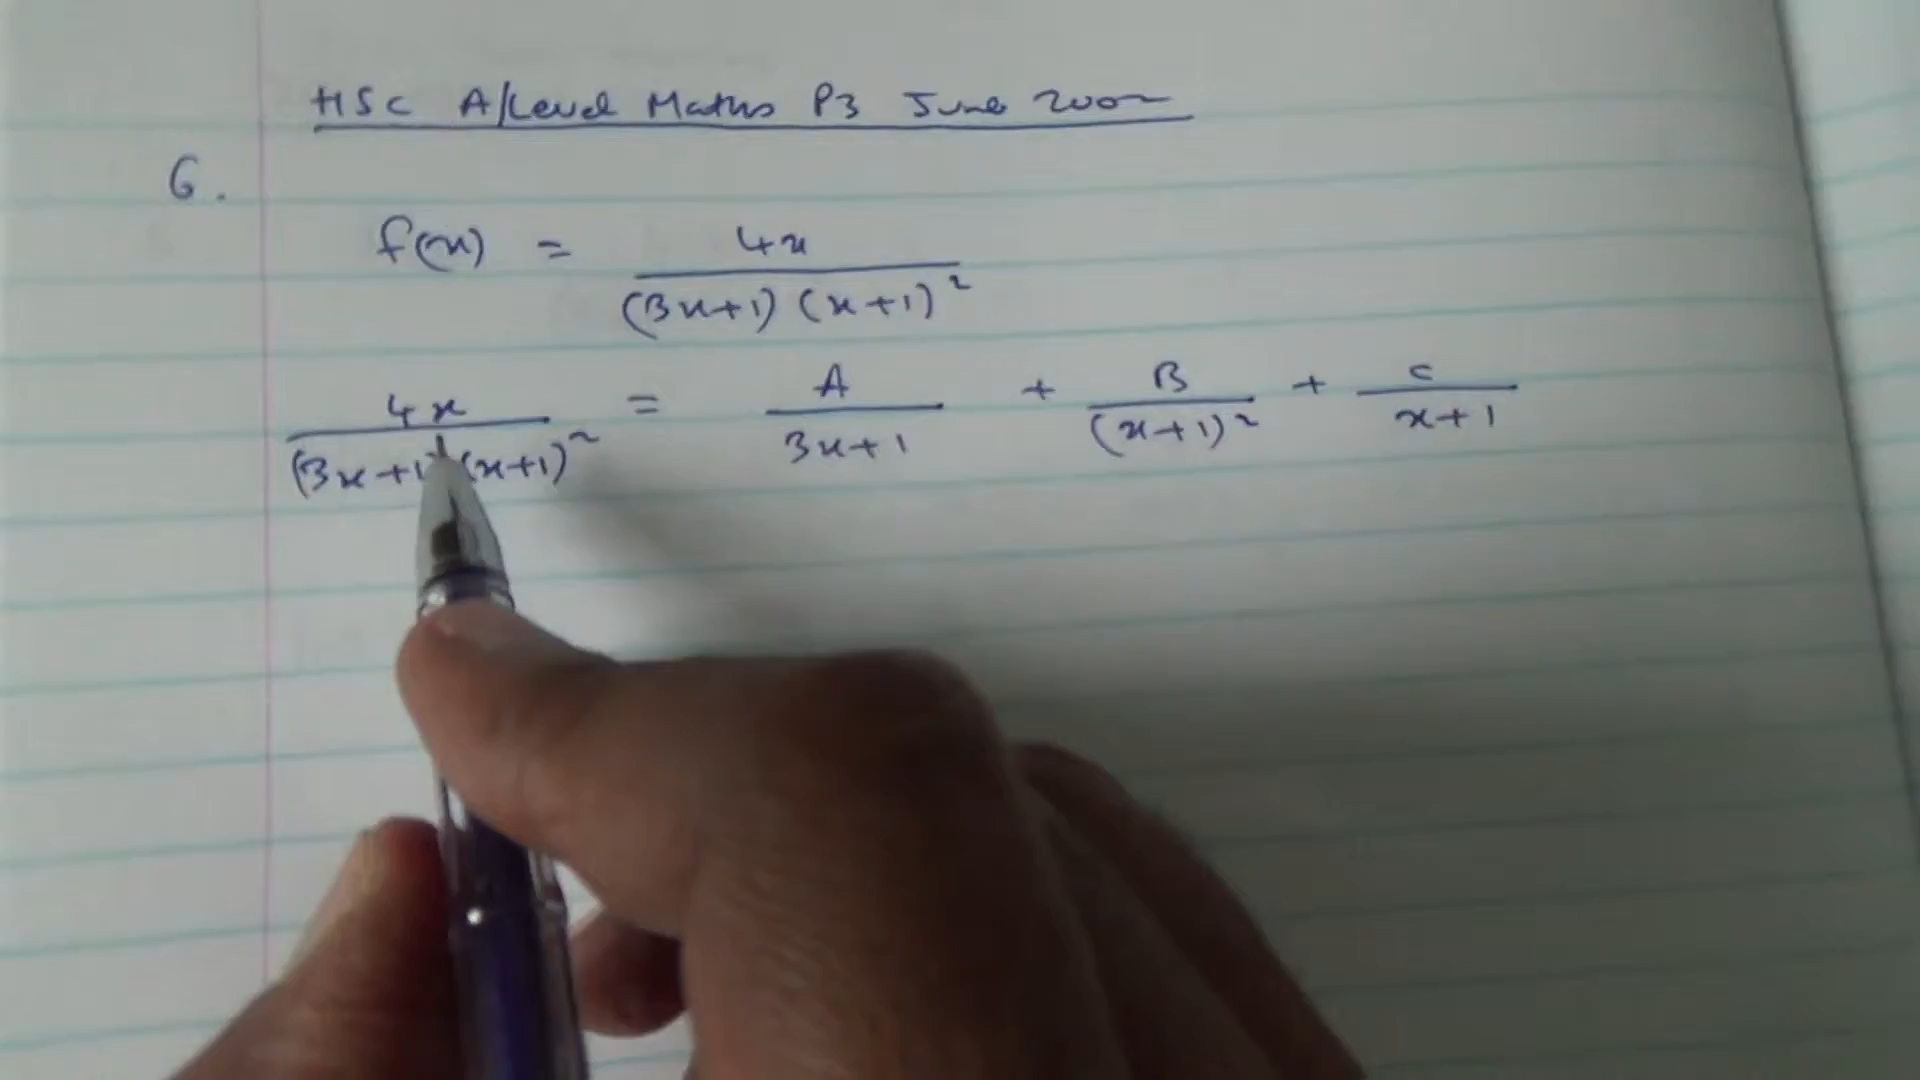 HSC A/Level Maths P3 June 2002
6.
f(x) = 4x / (3x+1)(x+1)²
4x / (3x+1)(x+1)² = A / 3x+1 + B / (x+1)² + C / x+1